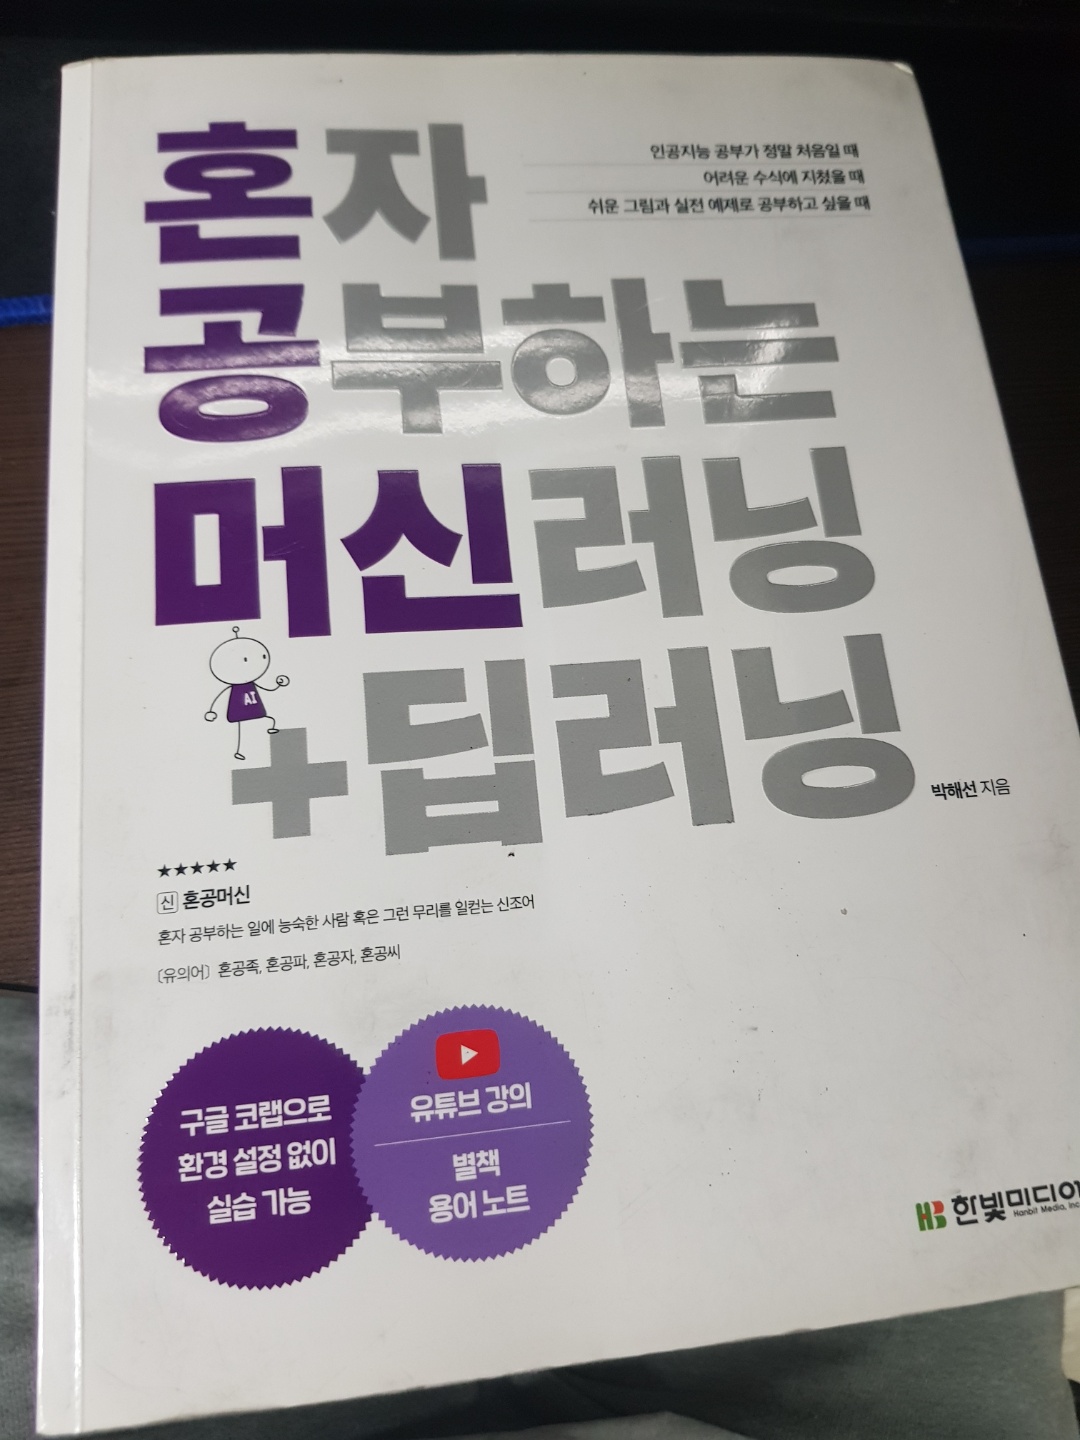 인공지능 공부가 정말 처음일 때
어려운 수식에 지쳤을 때
쉬운 그림과 실전 예제로 공부하고 싶을 때
혼자
공부하는
머신러닝
+딥러닝
AI
박해선 지음
★★★★★
신 혼공머신
혼자 공부하는 일에 능숙한 사람 혹은 그런 무리를 일컫는 신조어
[유의어] 혼공족, 혼공파, 혼공자, 혼공씨
구글 코랩으로
환경 설정 없이
실습 가능
유튜브 강의
별책
용어 노트
HB 한빛미디어
Hanbit Media, Inc.